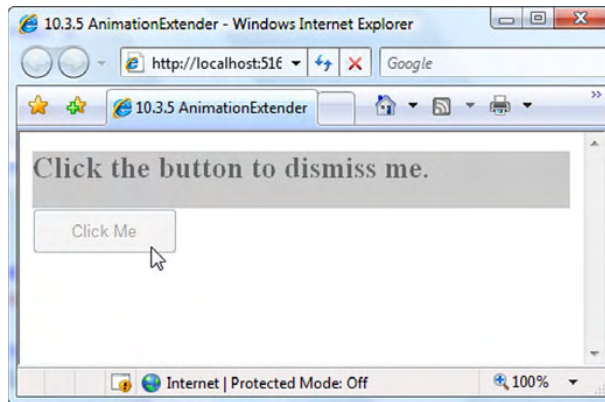 10.3.5 AnimationExtender - Windows Internet Explorer
http://localhost:516
Google
10.3.5 AnimationExtender
Click the button to dismiss me.
Click Me
Internet | Protected Mode: Off
100%